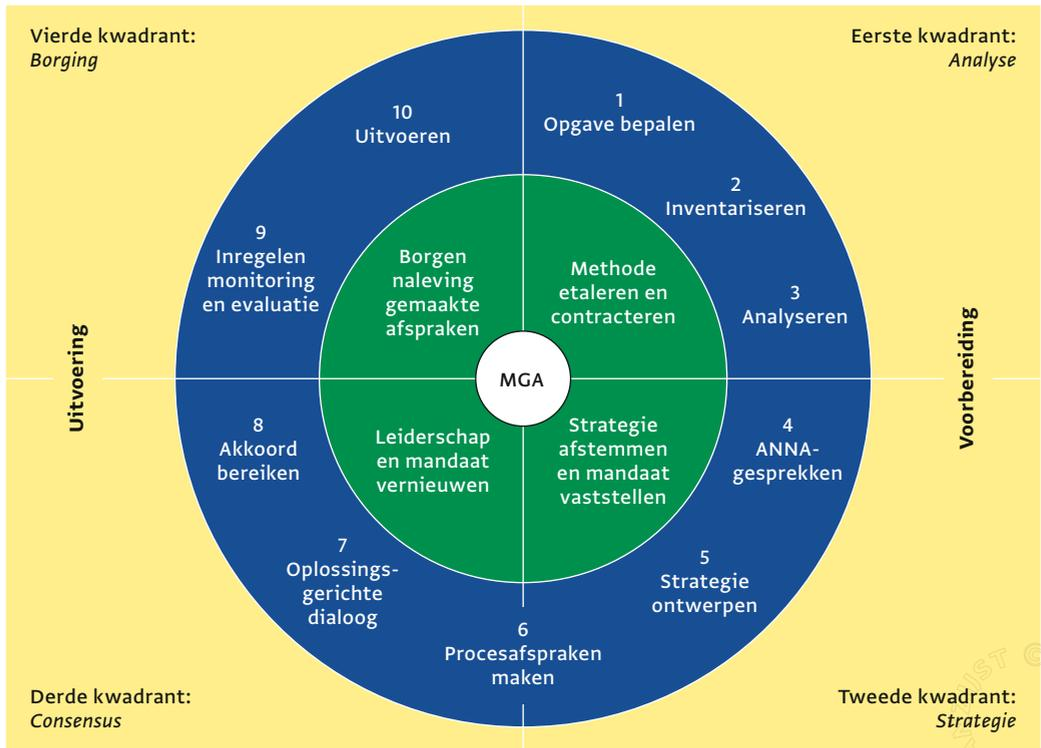 Vierde kwadrant:
Borging
Eerste kwadrant:
Analyse
1
Opgave bepalen
2
Inventariseren
3
Analyseren
4
ANNA-
gesprekken
5
Strategie
ontwerpen
6
Procesafspraken
maken
7
Oplossings-
gerichte
dialoog
8
Akkoord
bereiken
9
Inregelen
monitoring
en evaluatie
10
Uitvoeren
Methode
etaleren en
contracteren
Strategie
afstemmen
en mandaat
vaststellen
Leiderschap
en mandaat
vernieuwen
Borgen
naleving
gemaakte
afspraken
MGA
Uitvoering
Voorbereiding
Derde kwadrant:
Consensus
Tweede kwadrant:
Strategie